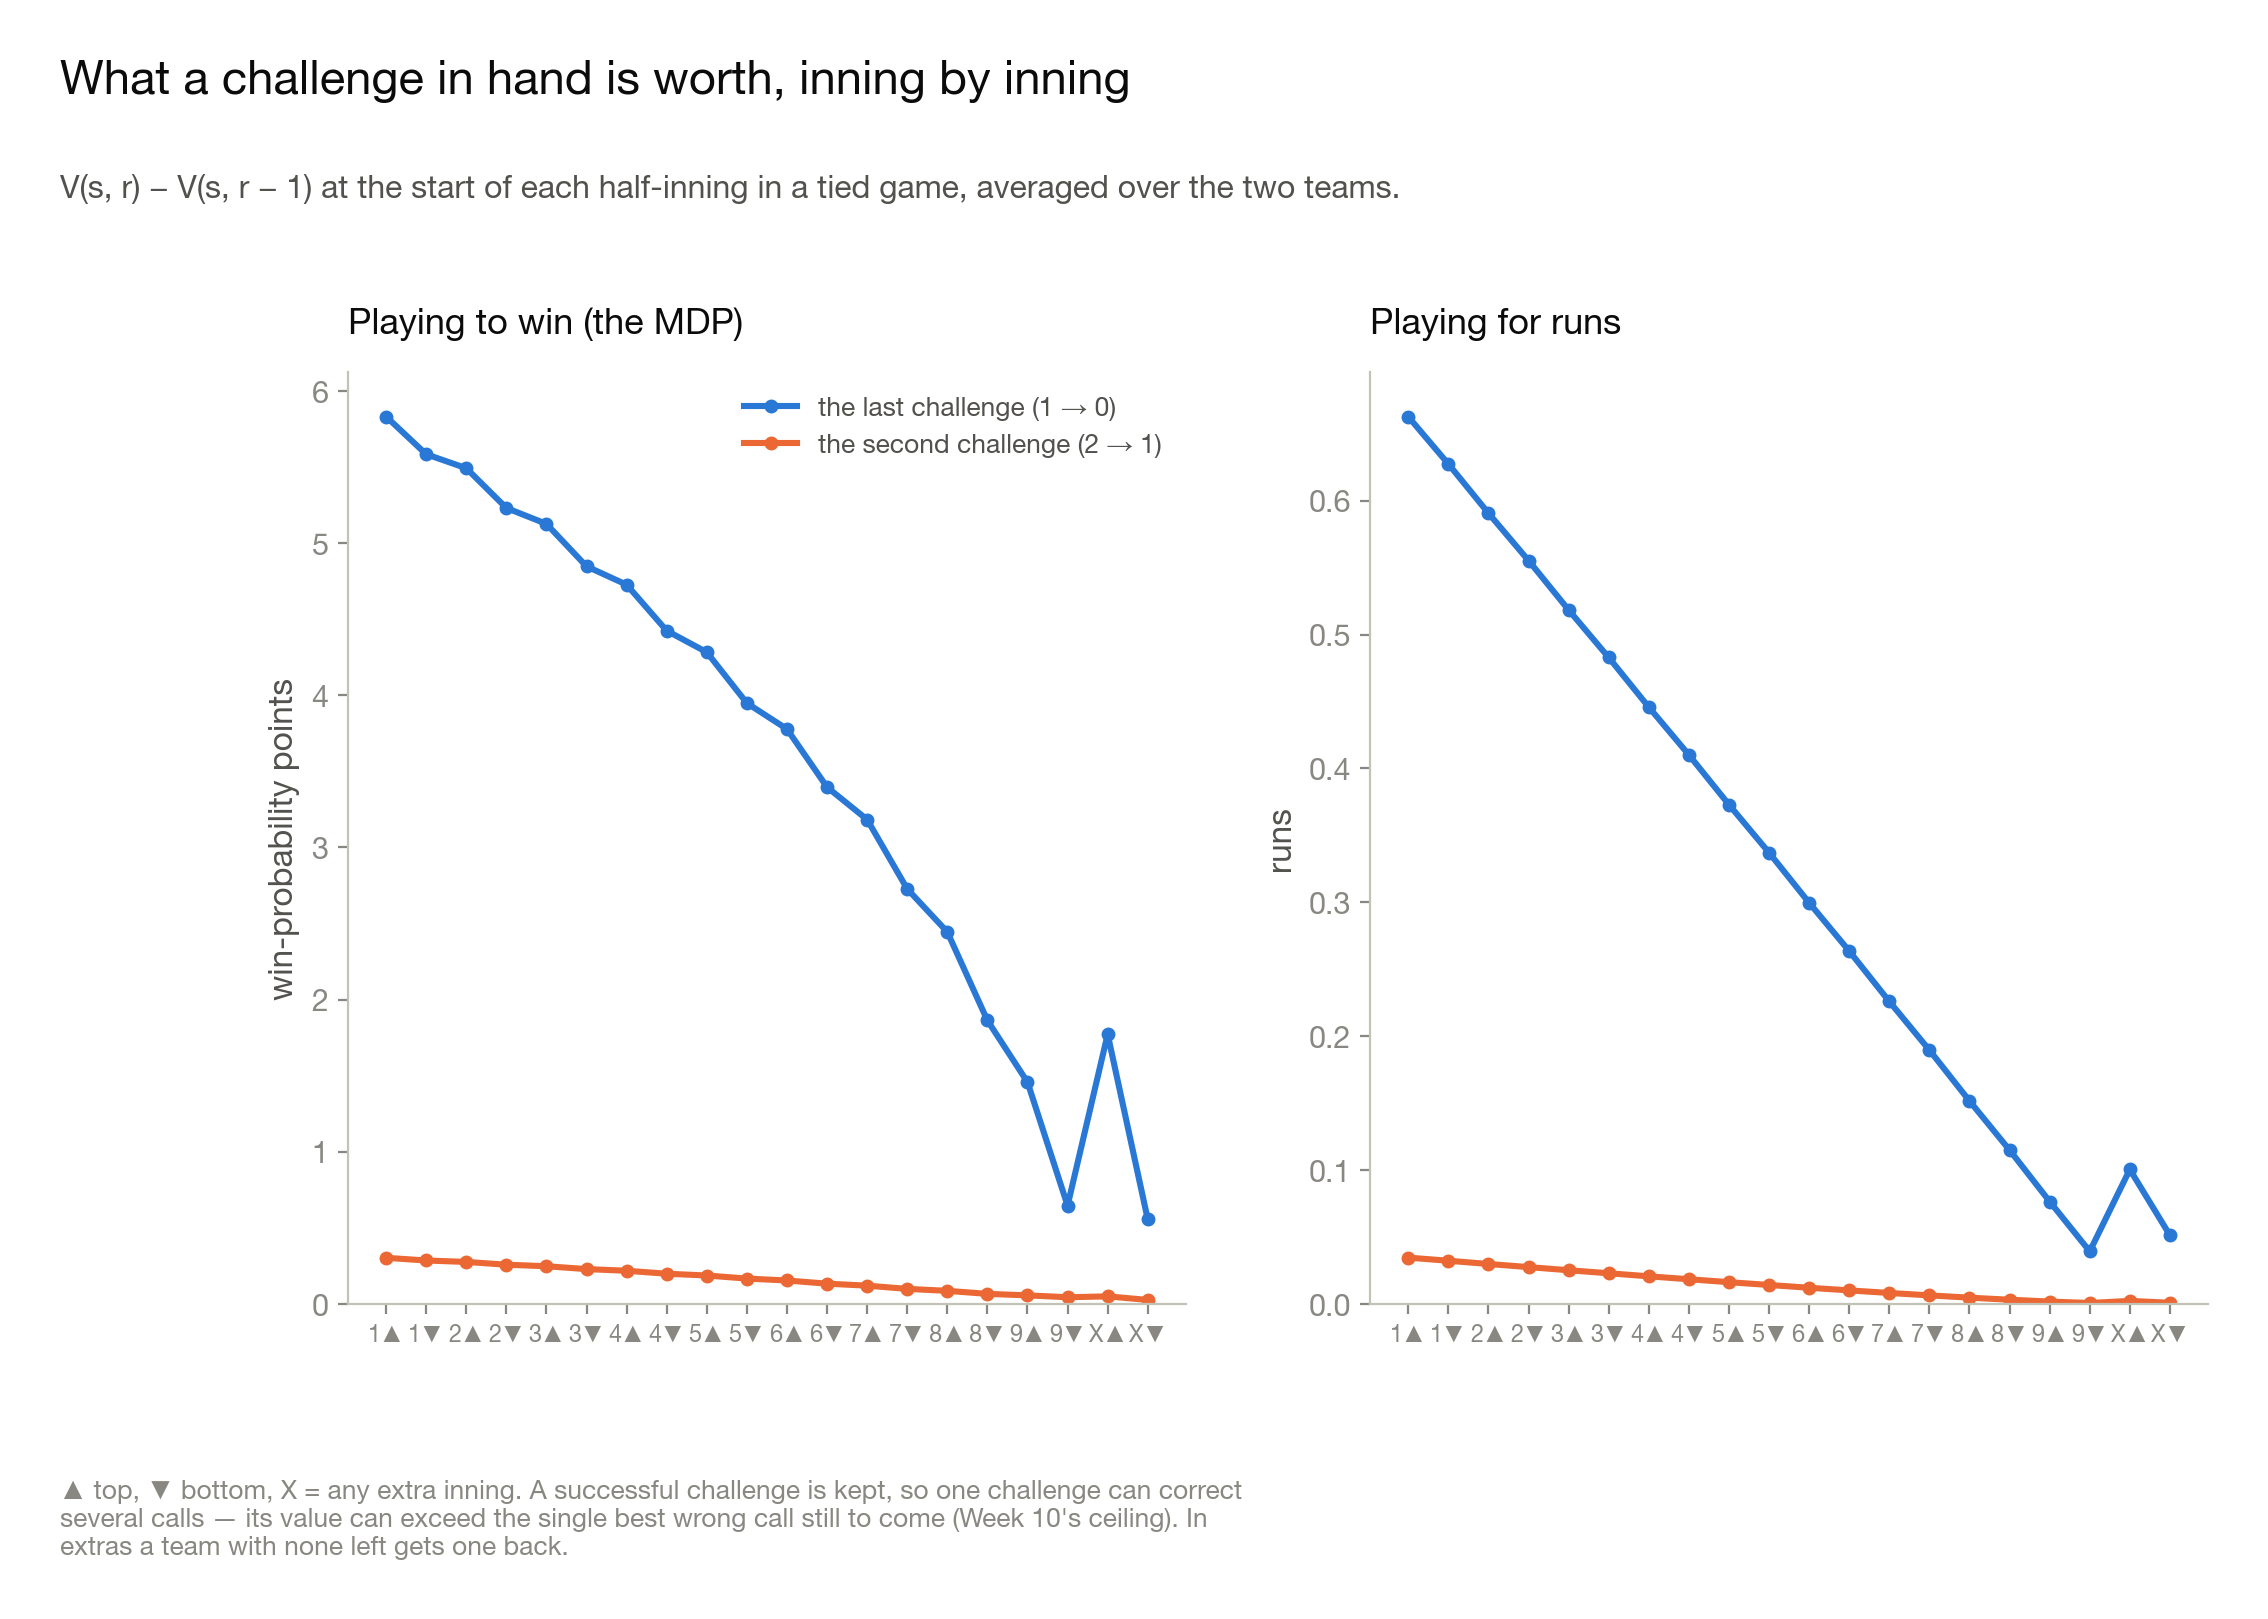 What a challenge in hand is worth, inning by inning
V(s, r) – V(s, r – 1) at the start of each half-inning in a tied game, averaged over the two teams.
Playing to win (the MDP)
win-probability points
6
5
4
3
2
1
0
the last challenge (1 → 0)
the second challenge (2 → 1)
1▲ 1▼ 2▲ 2▼ 3▲ 3▼ 4▲ 4▼ 5▲ 5▼ 6▲ 6▼ 7▲ 7▼ 8▲ 8▼ 9▲ 9▼ X▲ X▼
Playing for runs
runs
0.6
0.5
0.4
0.3
0.2
0.1
0.0
1▲ 1▼ 2▲ 2▼ 3▲ 3▼ 4▲ 4▼ 5▲ 5▼ 6▲ 6▼ 7▲ 7▼ 8▲ 8▼ 9▲ 9▼ X▲ X▼
▲ top, ▼ bottom, X = any extra inning. A successful challenge is kept, so one challenge can correct
several calls — its value can exceed the single best wrong call still to come (Week 10's ceiling). In
extras a team with none left gets one back.